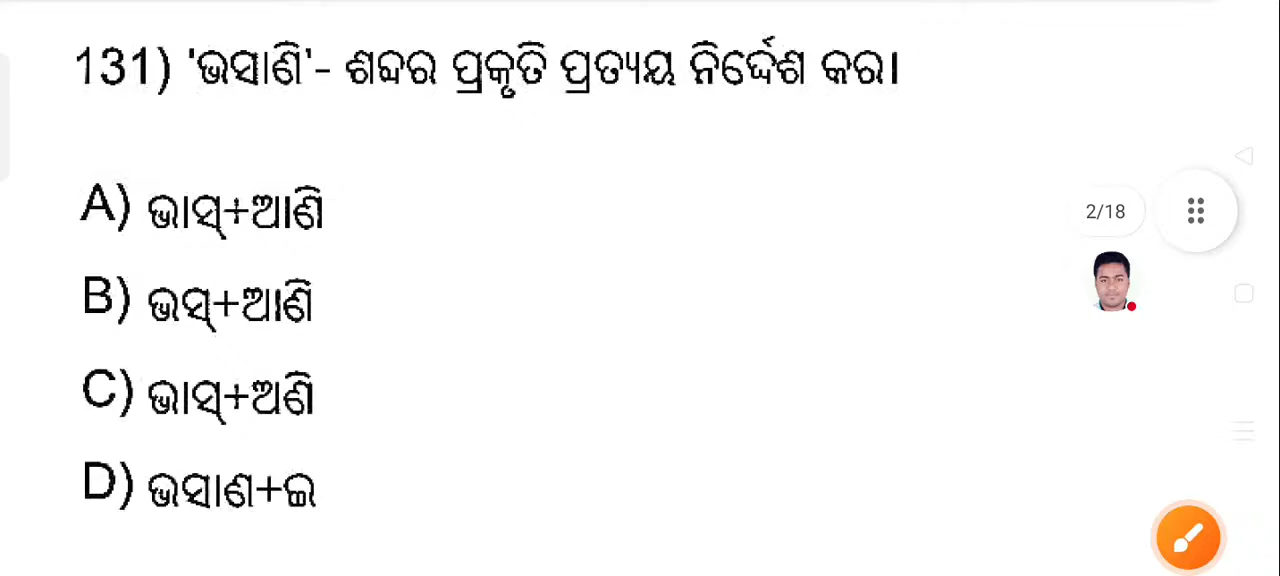 131) 'ଭସାଣି'- ଶବ୍ଦର ପ୍ରକୃତି ପ୍ରତ୍ୟୟ ନିର୍ଦ୍ଦେଶ କର।
A) ଭାସ୍+ଆଣି
2/18
B) ଭସ୍+ଆଣି
C) ଭାସ୍+ଅଣି
D) ଭସାଣ+ଇ